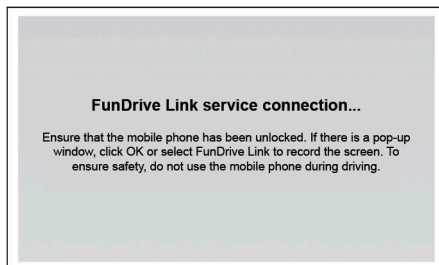 FunDrive Link service connection...
Ensure that the mobile phone has been unlocked. If there is a pop-up
window, click OK or select FunDrive Link to record the screen. To
ensure safety, do not use the mobile phone during driving.